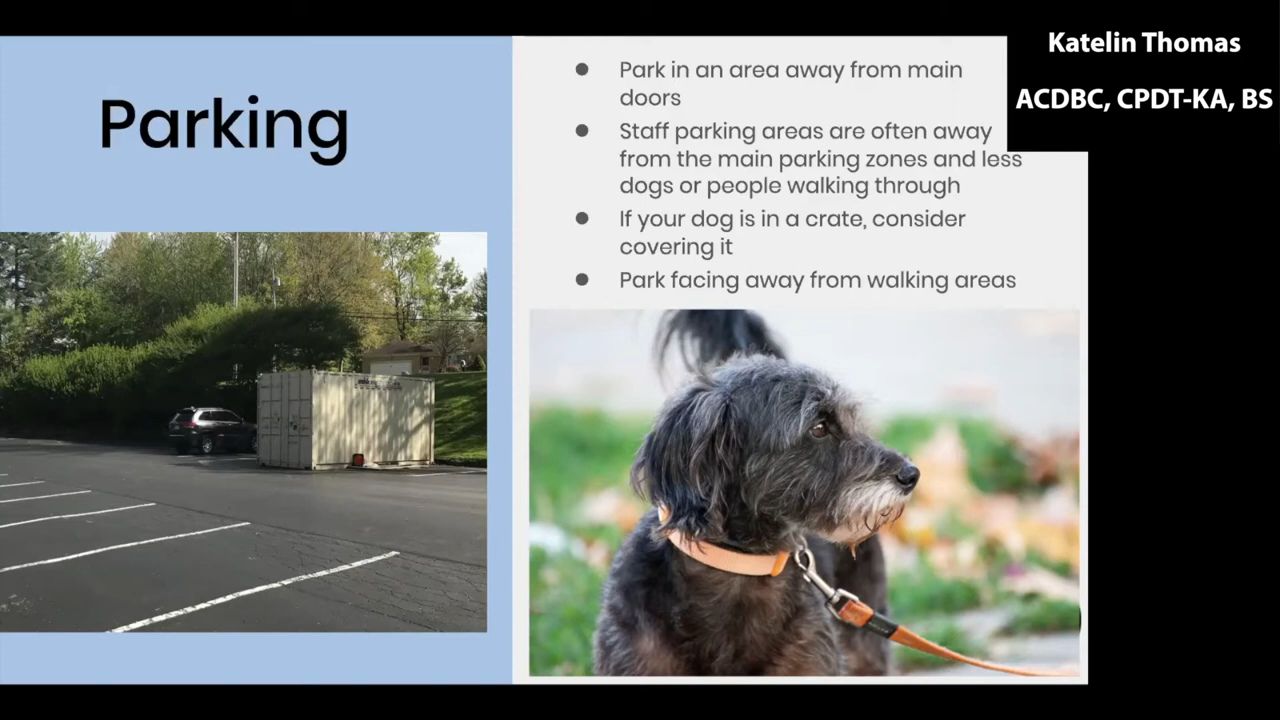 Katelin Thomas
ACDBC, CPDT-KA, BS
Parking
● Park in an area away from main
doors
● Staff parking areas are often away
from the main parking zones and less
dogs or people walking through
● If your dog is in a crate, consider
covering it
● Park facing away from walking areas